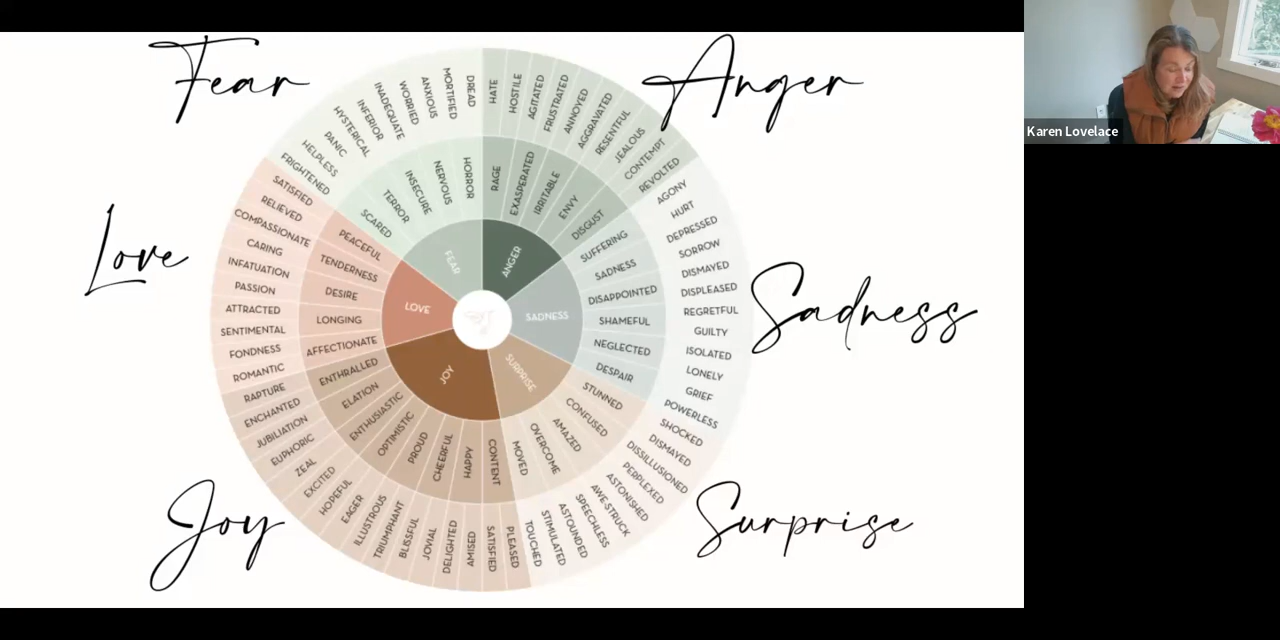 Fear
Anger
Love
Sadness
Joy
Surprise
Karen Lovelace
FEAR
ANGER
SADNESS
SURPRISE
JOY
LOVE
SCARED
TERROR
INSECURE
NERVOUS
HORROR
RAGE
EXASPERATED
IRRITABLE
ENVY
DISGUST
SUFFERING
SADNESS
DISAPPOINTED
SHAMEFUL
NEGLECTED
DESPAIR
STUNNED
CONFUSED
AMAZED
OVERCOME
MOVED
CONTENT
HAPPY
CHEERFUL
PROUD
OPTIMISTIC
ENTHUSIASTIC
ELATION
ENTHRALLED
AFFECTIONATE
LONGING
DESIRE
TENDERNESS
PEACEFUL
FRIGHTENED
HELPLESS
PANIC
HYSTERICAL
INFERIOR
INADEQUATE
WORRIED
ANXIOUS
MORTIFIED
DREAD
HATE
HOSTILE
AGITATED
FRUSTRATED
ANNOYED
AGGRAVATED
RESENTFUL
JEALOUS
CONTEMPT
REVOLTED
AGONY
HURT
DEPRESSED
SORROW
DISMAYED
DISPLEASED
REGRETFUL
GUILTY
ISOLATED
LONELY
GRIEF
POWERLESS
SHOCKED
DISMAYED
DISSILLUSIONED
PERPLEXED
ASTONISHED
AWE-STRUCK
SPEECHLESS
ASTOUNDED
STIMULATED
TOUCHED
PLEASED
SATISFIED
AMISED
DELIGHTED
JOVIAL
BLISSFUL
TRIUMPHANT
ILLUSTROUS
EAGER
HOPEFUL
EXCITED
ZEAL
EUPHORIC
JUBILIATION
ENCHANTED
RAPTURE
ROMANTIC
FONDNESS
SENTIMENTAL
ATTRACTED
PASSION
INFATUATION
CARING
COMPASSIONATE
RELIEVED
SATISFIED